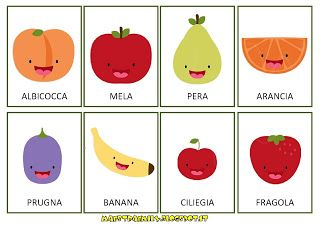 ALBICOCCA
MELA
PERA
ARANCIA
PRUGNA
BANANA
CILIEGIA
FRAGOLA